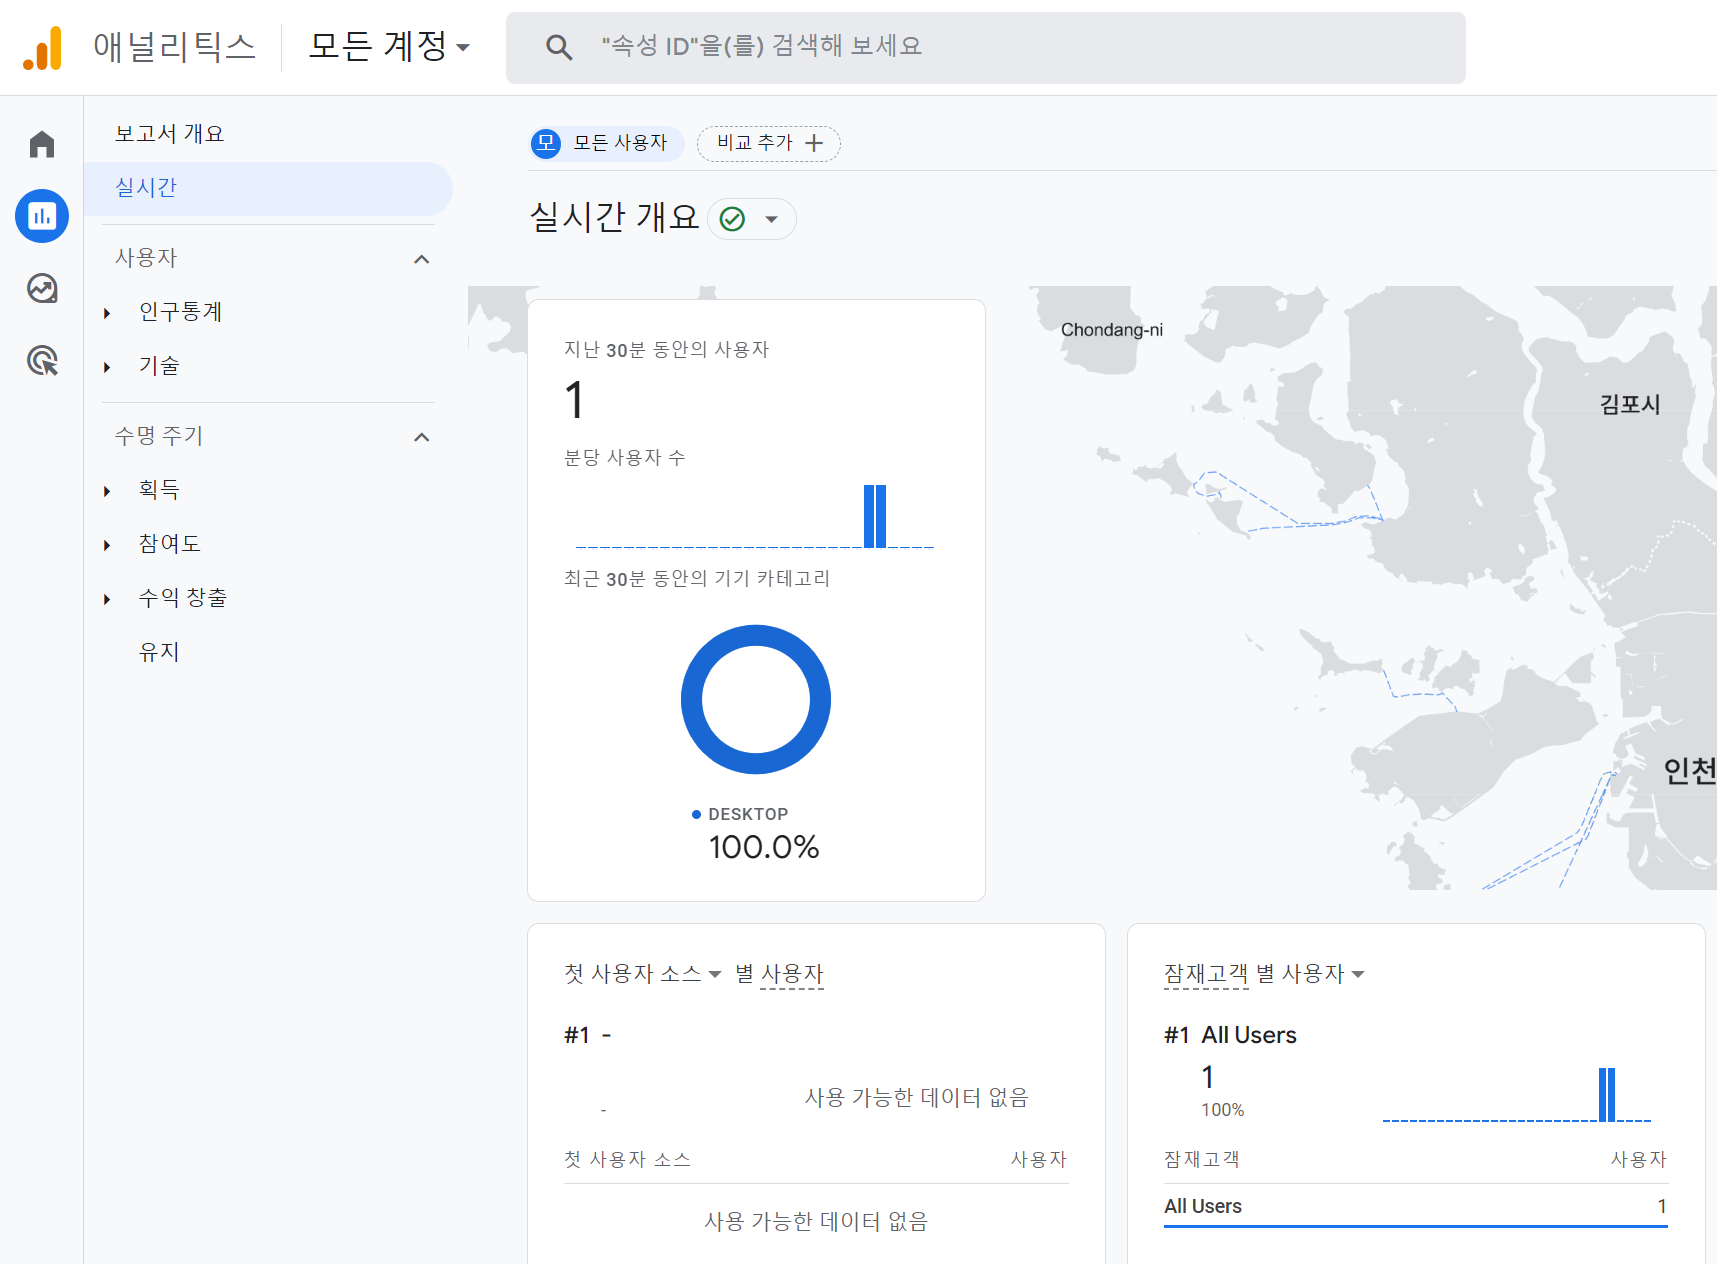 애널리틱스
모든 계정
"속성 ID"을(를) 검색해 보세요
보고서 개요
실시간
사용자
인구통계
기술
수명 주기
획득
참여도
수익 창출
유지
모 모든 사용자
비교 추가
실시간 개요
지난 30분 동안의 사용자
1
분당 사용자 수
최근 30분 동안의 기기 카테고리
DESKTOP
100.0%
Chondang-ni
김포시
인천
첫 사용자 소스 별 사용자
#1 -
-
사용 가능한 데이터 없음
첫 사용자 소스 사용자
사용 가능한 데이터 없음
잠재고객 별 사용자
#1 All Users
1
100%
잠재고객 사용자
All Users 1